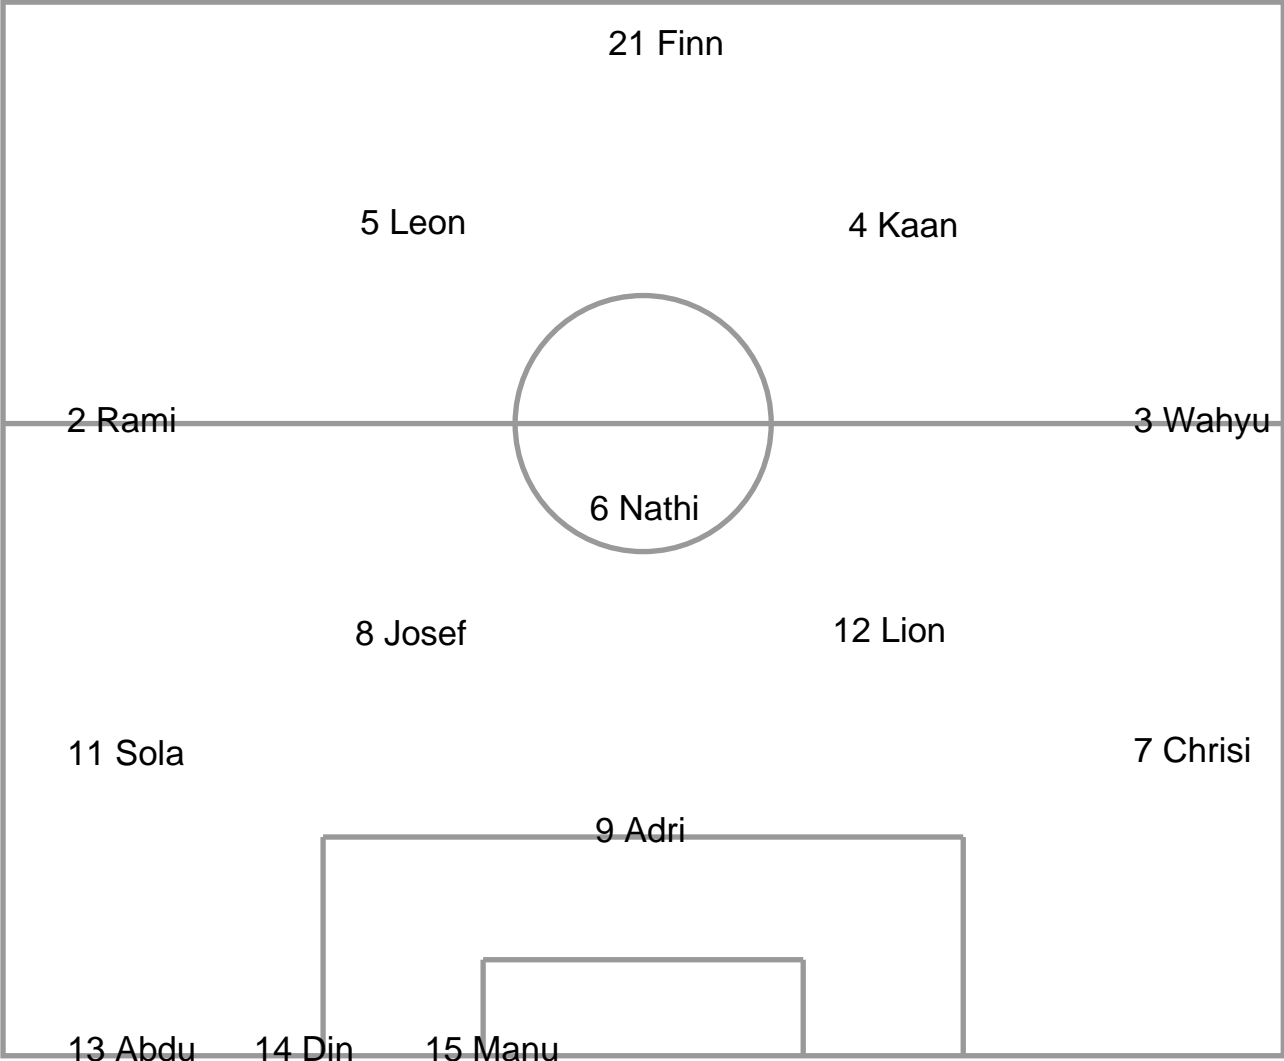 21 Finn
5 Leon
4 Kaan
2 Rami
3 Wahyu
6 Nathi
8 Josef
12 Lion
11 Sola
7 Chrisi
9 Adri
13 Abdu
14 Din
15 Manu